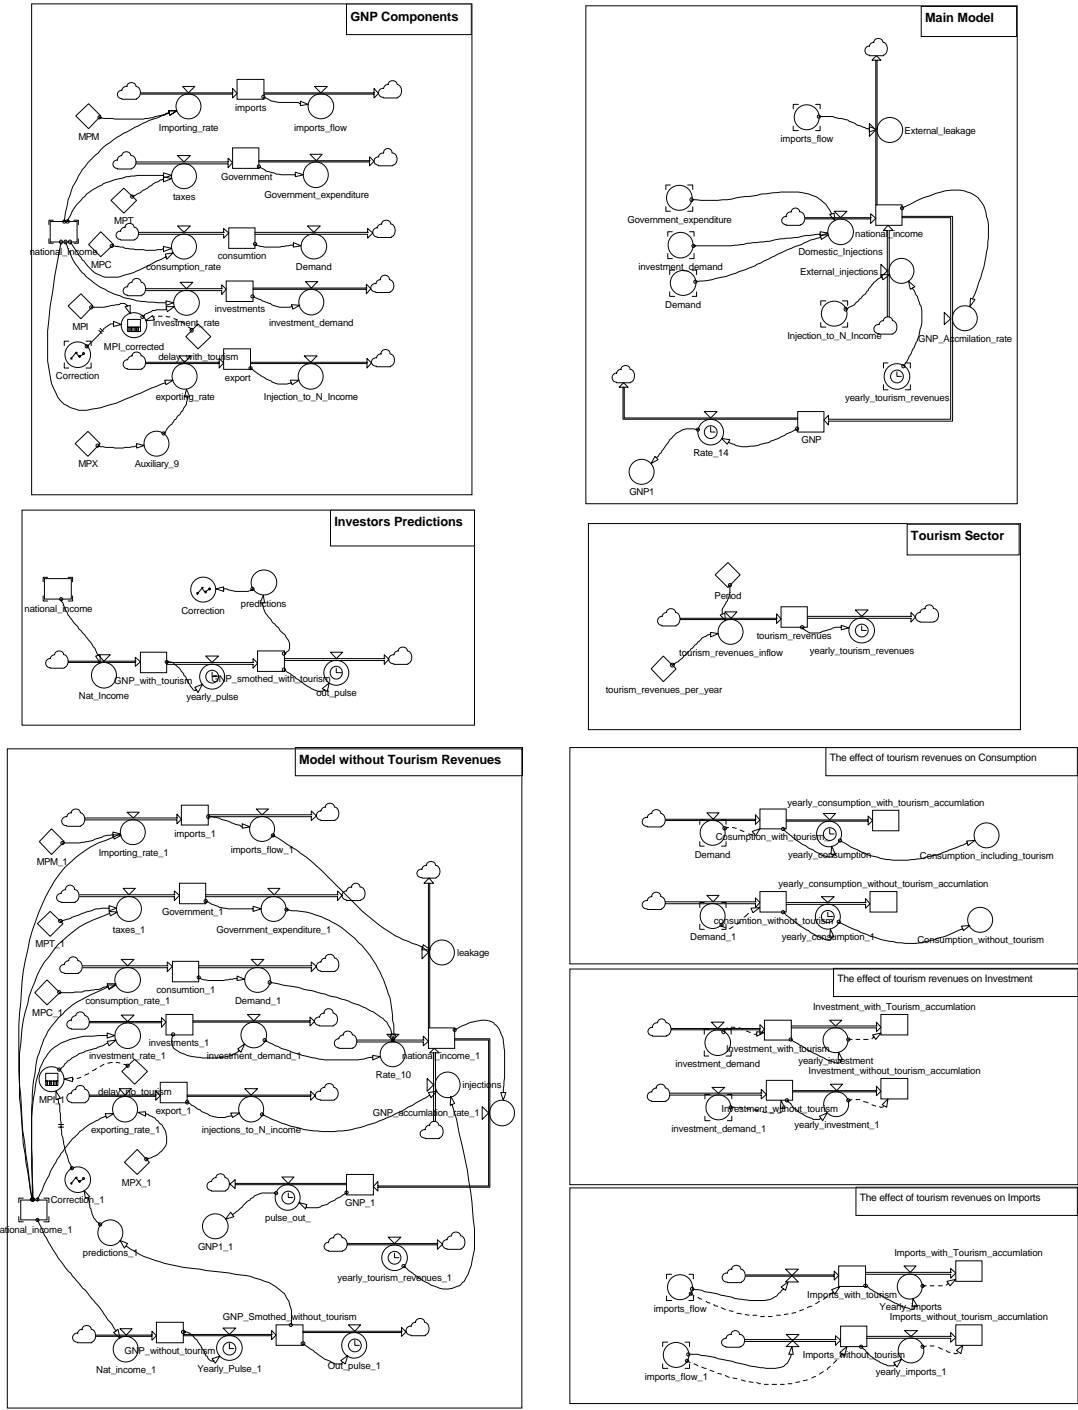 GNP Components
imports
Importing_rate
imports_flow
MPM
Government
taxes
Government_expenditure
MPT
national_income
MPC
consumption_rate
consumtion
Demand
MPI
investment_rate
investments
investment_demand
MPI_corrected
delay_with_tourism
Correction
exporting_rate
export
Injection_to_N_Income
MPX
Auxiliary_9
Main Model
imports_flow
External_leakage
Government_expenditure
national_income
Domestic_Injections
investment_demand
External_injections
Demand
Injection_to_N_Income
GNP_Accmilation_rate
yearly_tourism_revenues
GNP
Rate_14
GNP1
Investors Predictions
national_income
Correction
predictions
Nat_Income
GNP_with_tourism
yearly_pulse
GNP_smothed_with_tourism
out_pulse
Tourism Sector
Period
tourism_revenues
tourism_revenues_inflow
yearly_tourism_revenues
tourism_revenues_per_year
Model without Tourism Revenues
imports_1
Importing_rate_1
imports_flow_1
MPM_1
Government_1
taxes_1
Government_expenditure_1
MPT_1
leakage
consumtion_1
consumption_rate_1
Demand_1
MPC_1
investments_1
investment_rate_1
investment_demand_1
national_income_1
Rate_10
MPI_1
delay_no_tourism
injections
export_1
GNP_accumlation_rate_1
exporting_rate_1
injections_to_N_income
MPX_1
Correction_1
GNP_1
national_income_1
pulse_out_
GNP1_1
predictions_1
yearly_tourism_revenues_1
GNP_Smothed_without_tourism
GNP_without_tourism
Nat_income_1
Yearly_Pulse_1
Out_pulse_1
The effect of tourism revenues on Consumption
yearly_consumption_with_tourism_accumlation
Cosumption_with_tourism
Demand
yearly_consumption
Consumption_including_tourism
yearly_consumption_without_tourism_accumlation
consumtion_without_tourism
Demand_1
yearly_consumption_1
Consumption_without_tourism
The effect of tourism revenues on Investment
Investment_with_Tourism_accumlation
Investment_with_tourism
investment_demand
yearly_investment
Investment_without_tourism_accumulation
Investment_without_tourism
investment_demand_1
yearly_investment_1
The effect of tourism revenues on Imports
Imports_with_Tourism_accumlation
Imports_with_tourism
imports_flow
Yearly_imports
Imports_without_tourism_accumlation
Imports_without_tourism
imports_flow_1
yearly_imports_1